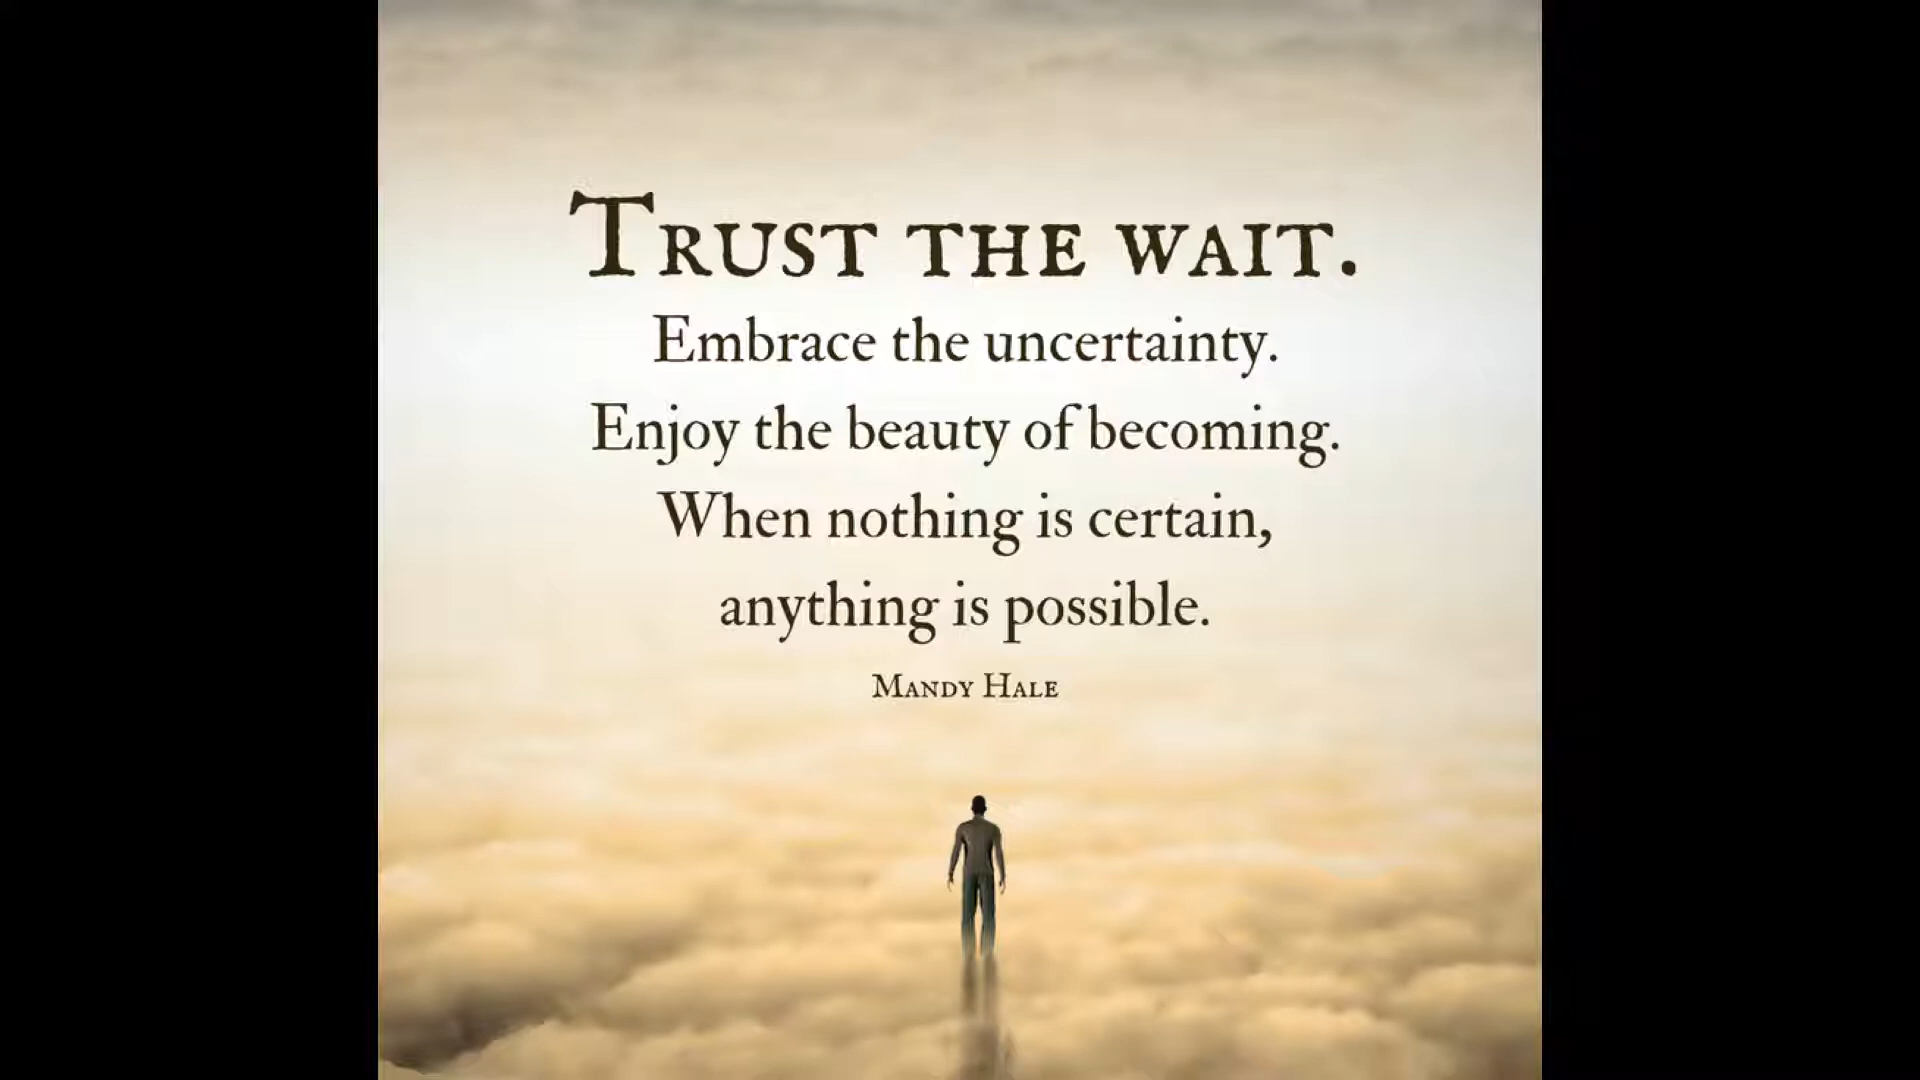 Trust the wait.
Embrace the uncertainty.
Enjoy the beauty of becoming.
When nothing is certain,
anything is possible.
Mandy Hale